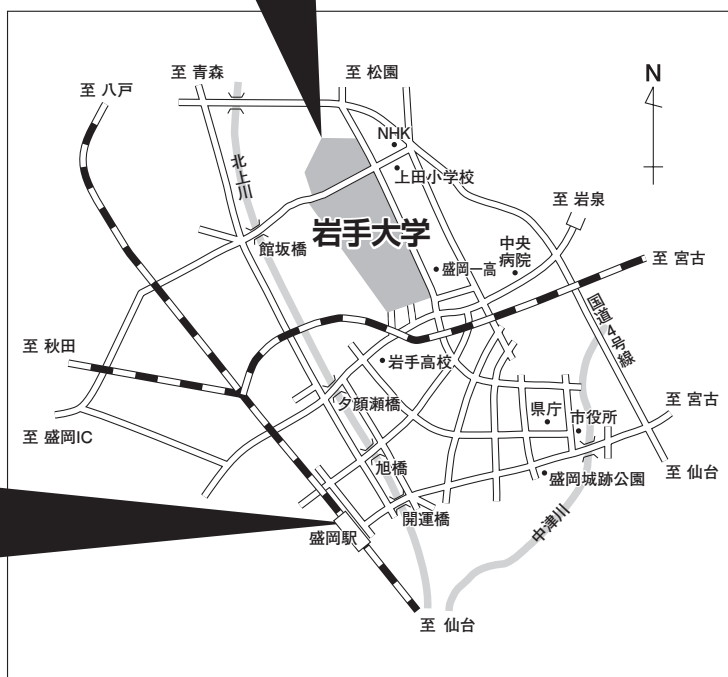 至 青森
至 松園
至 八戸
N
NHK
北上川
上田小学校
至 岩泉
岩手大学
館坂橋
中央
病院
盛岡一高
至 宮古
国道4号線
至 秋田
岩手高校
夕顔瀬橋
県庁
市役所
至 宮古
至 盛岡IC
旭橋
至 仙台
盛岡城跡公園
開運橋
盛岡駅
中津川
至 仙台